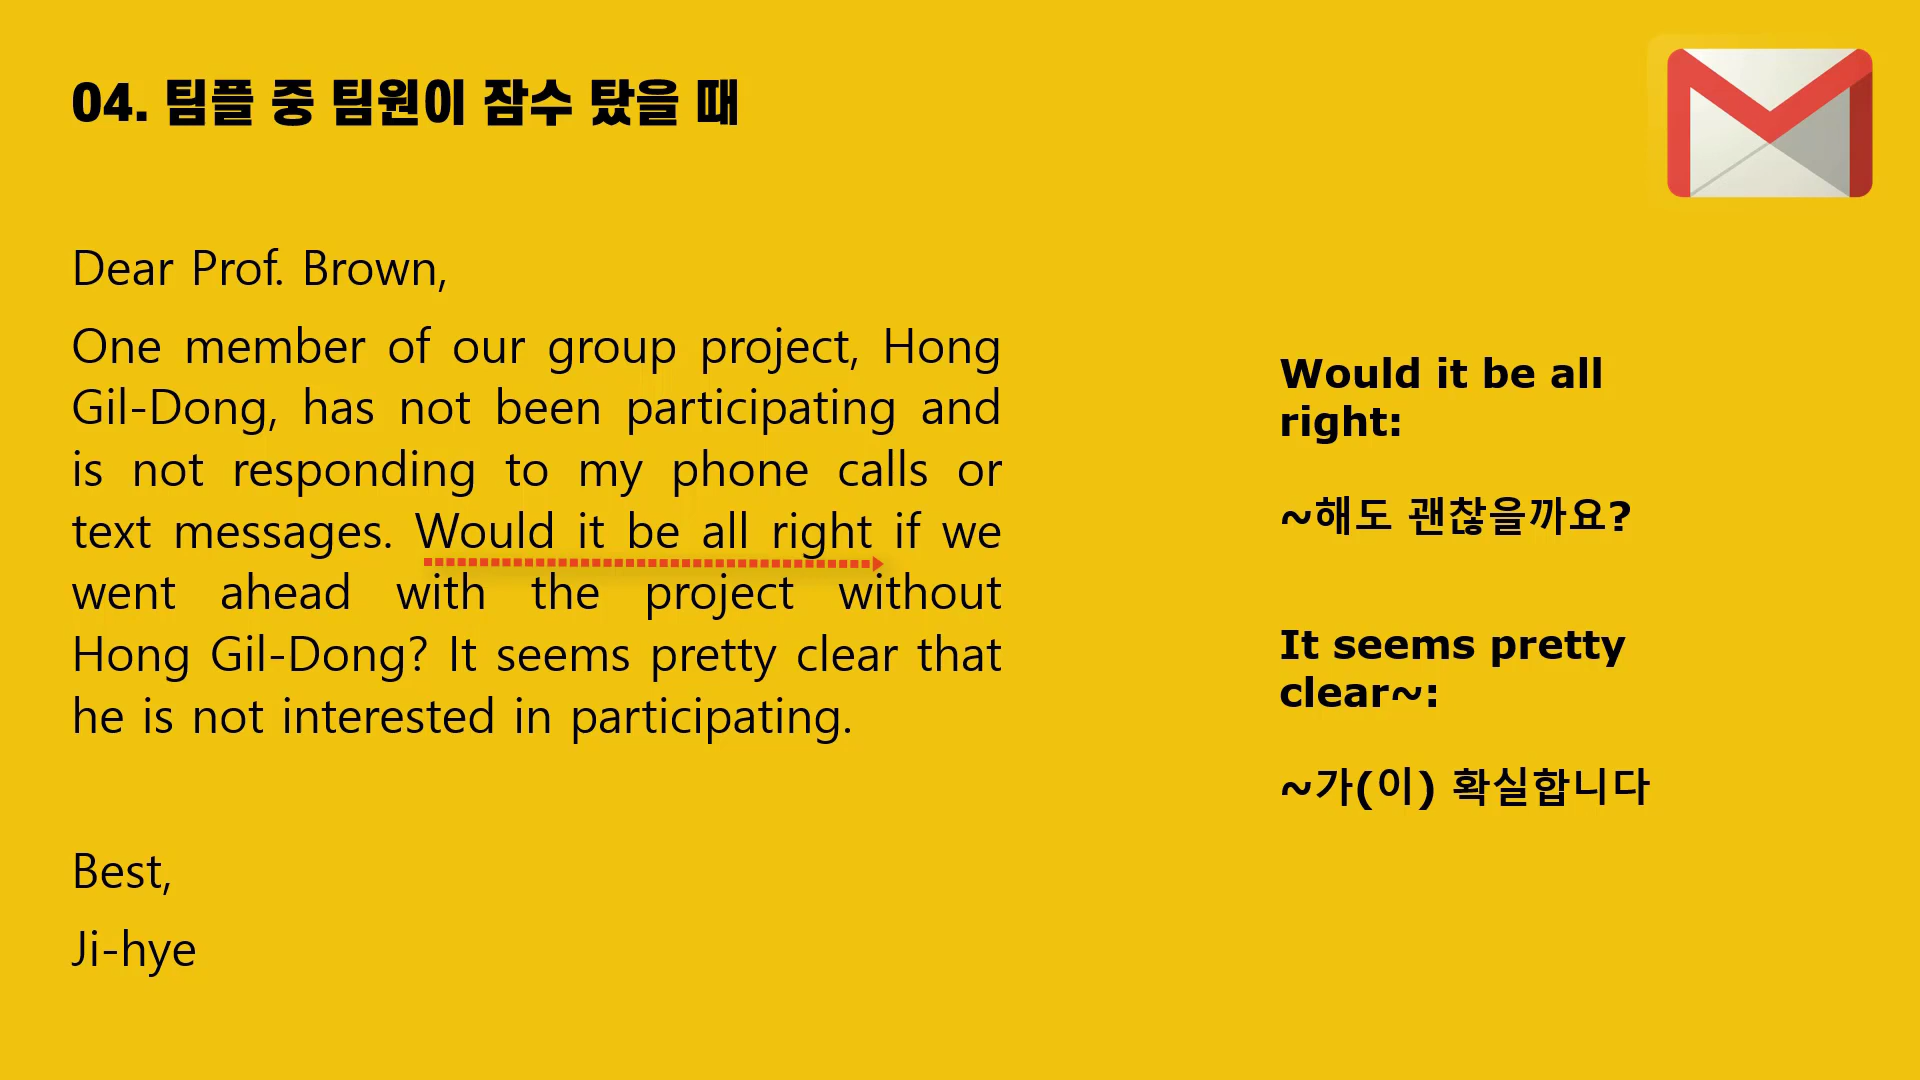 04. 팀플 중 팀원이 잠수 탔을 때
Dear Prof. Brown,
One member of our group project, Hong
Gil-Dong, has not been participating and
is not responding to my phone calls or
text messages. Would it be all right if we
went ahead with the project without
Hong Gil-Dong? It seems pretty clear that
he is not interested in participating.
Best,
Ji-hye
Would it be all
right:
~해도 괜찮을까요?
It seems pretty
clear~:
~가(이) 확실합니다